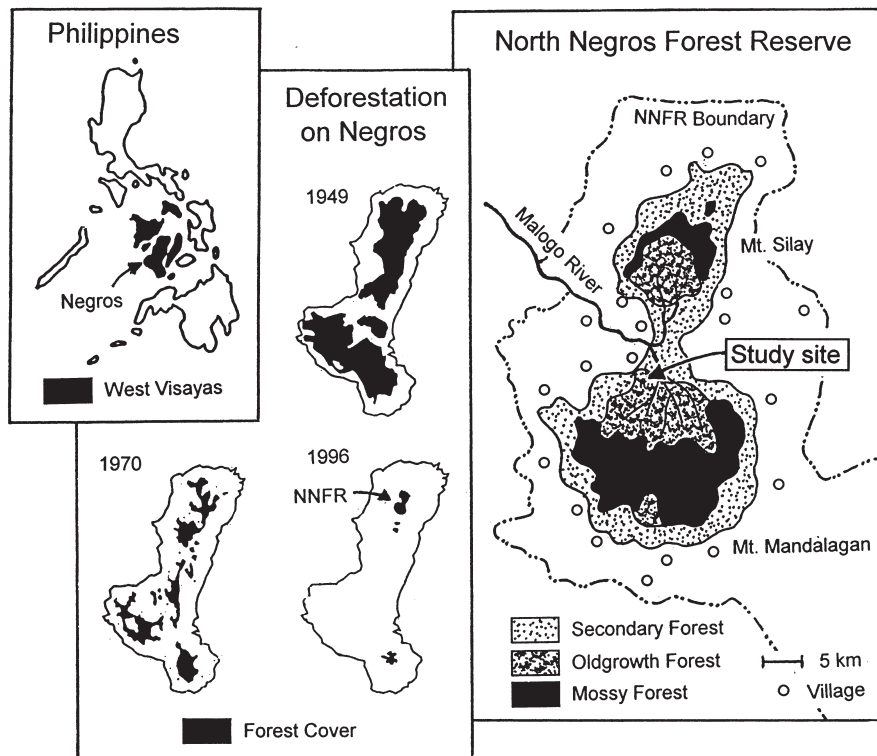 Philippines
Negros
West Visayas
Deforestation
on Negros
1949
1970
1996
NNFR
Forest Cover
North Negros Forest Reserve
NNFR Boundary
Malogo River
Mt. Silay
Study site
Mt. Mandalagan
Secondary Forest
Oldgrowth Forest
5 km
Mossy Forest
Village